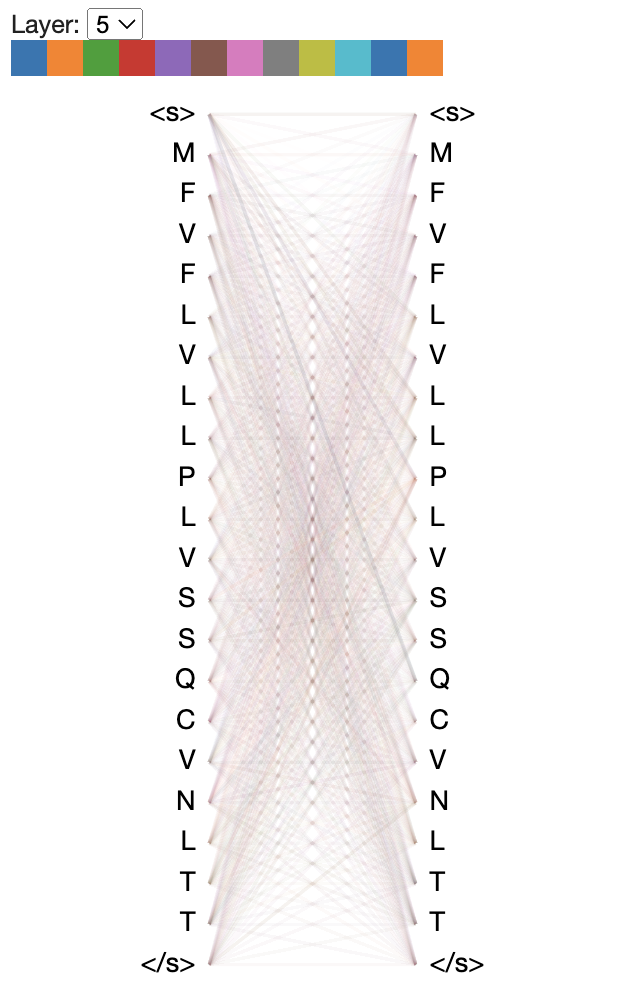 Layer: 5
<s> <s>
M M
F F
V V
F F
L L
V V
L L
L L
P P
L L
V V
S S
S S
Q Q
C C
V V
N N
L L
T T
T T
</s> </s>